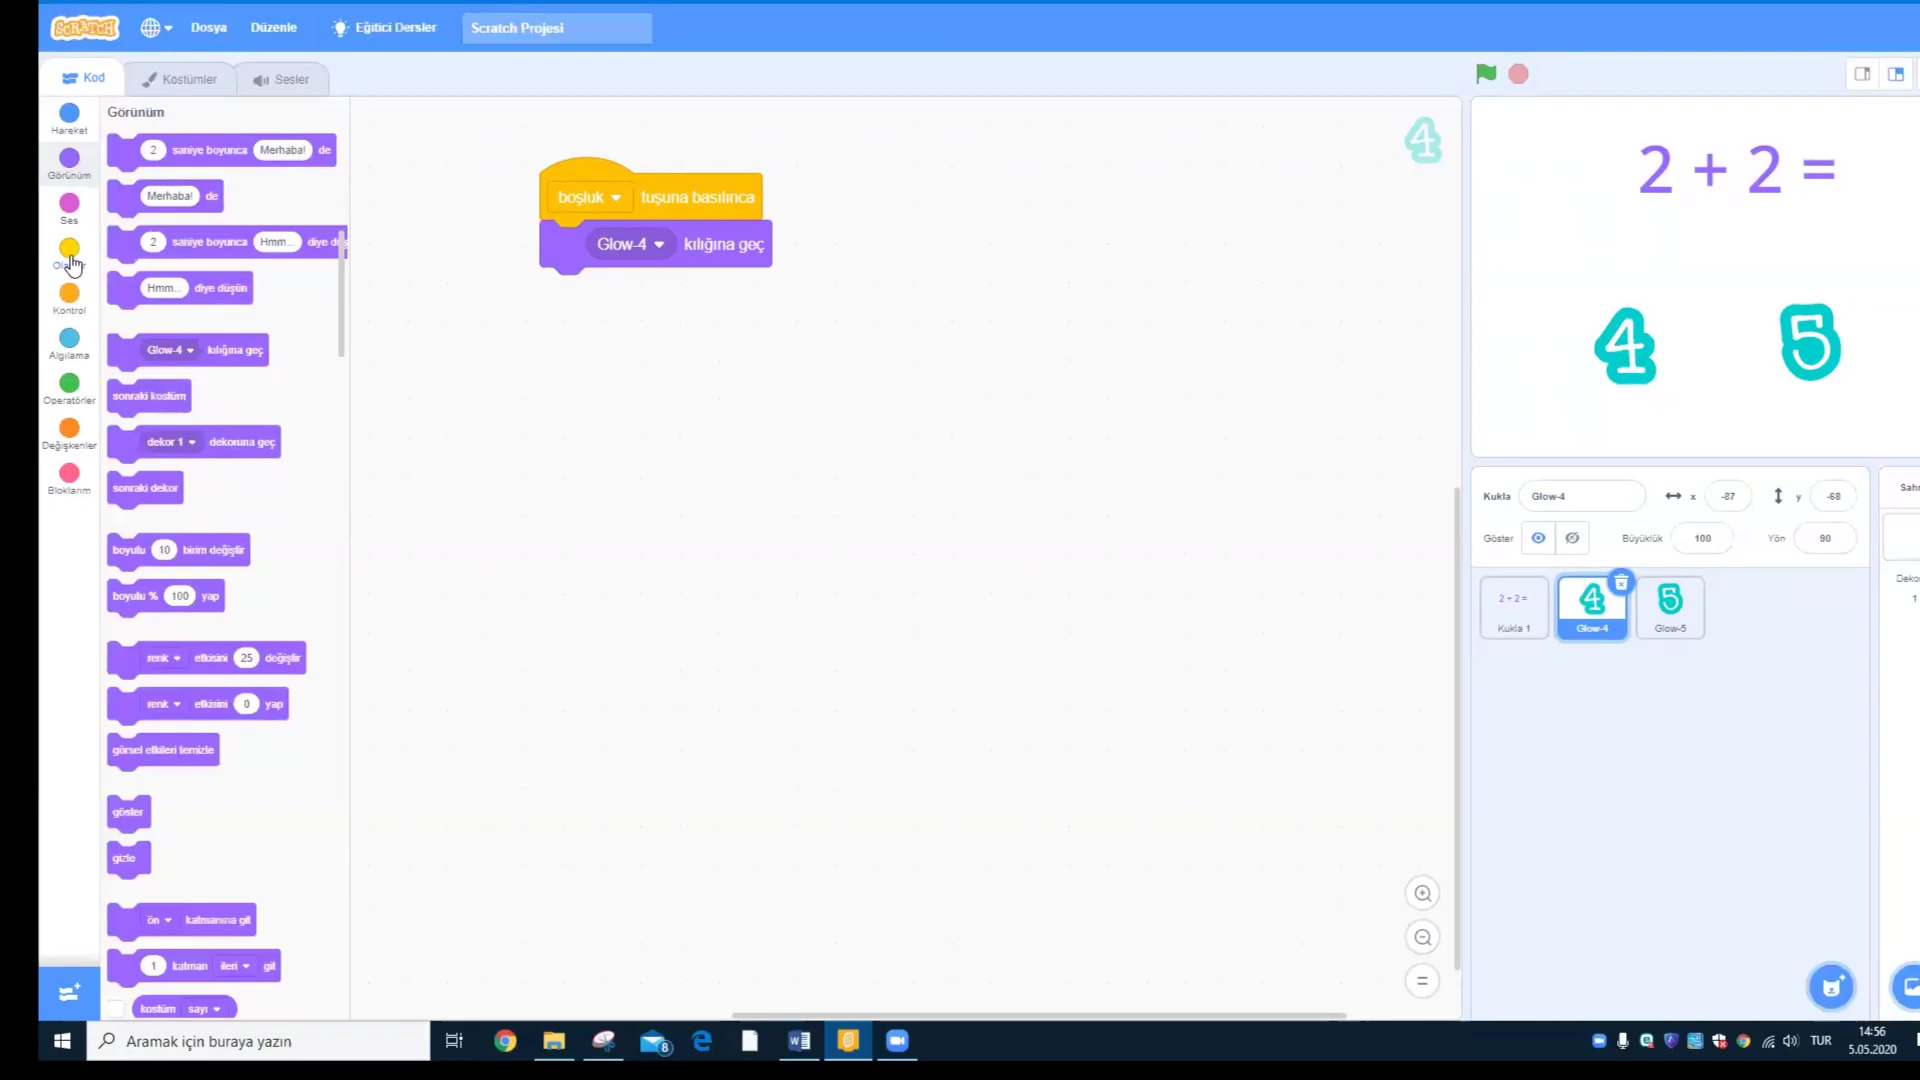 SCRATCH
Dosya
Düzenle
Eğitici Dersler
Scratch Projesi
Kod
Kostümler
Sesler
Hareket
Görünüm
Ses
Kontrol
Algılama
Operatörler
Değişkenler
Bloklarım
Görünüm
2 saniye boyunca Merhaba! de
Merhaba! de
2 saniye boyunca Hmm... diye
Hmm... diye düşün
Glow-4 kılığına geç
sonraki kostüm
dekor 1 dekoruna geç
sonraki dekor
boyutu 10 birim değiştir
boyutu % 100 yap
renk etkisini 25 değiştir
renk etkisini 0 yap
görsel etkileri temizle
göster
gizle
ön katmanına git
1 katman ileri git
kostüm sayı
boşluk tuşuna basılınca
Glow-4 kılığına geç
4
2 + 2 =
4 5
Kukla Glow-4 x -87 y -68
Göster Büyüklük 100 Yön 90
2 + 2 =
Kukla 1
4
Glow-4
5
Glow-5
1
Aramak için buraya yazın
8
TUR
14:56
5.05.2020